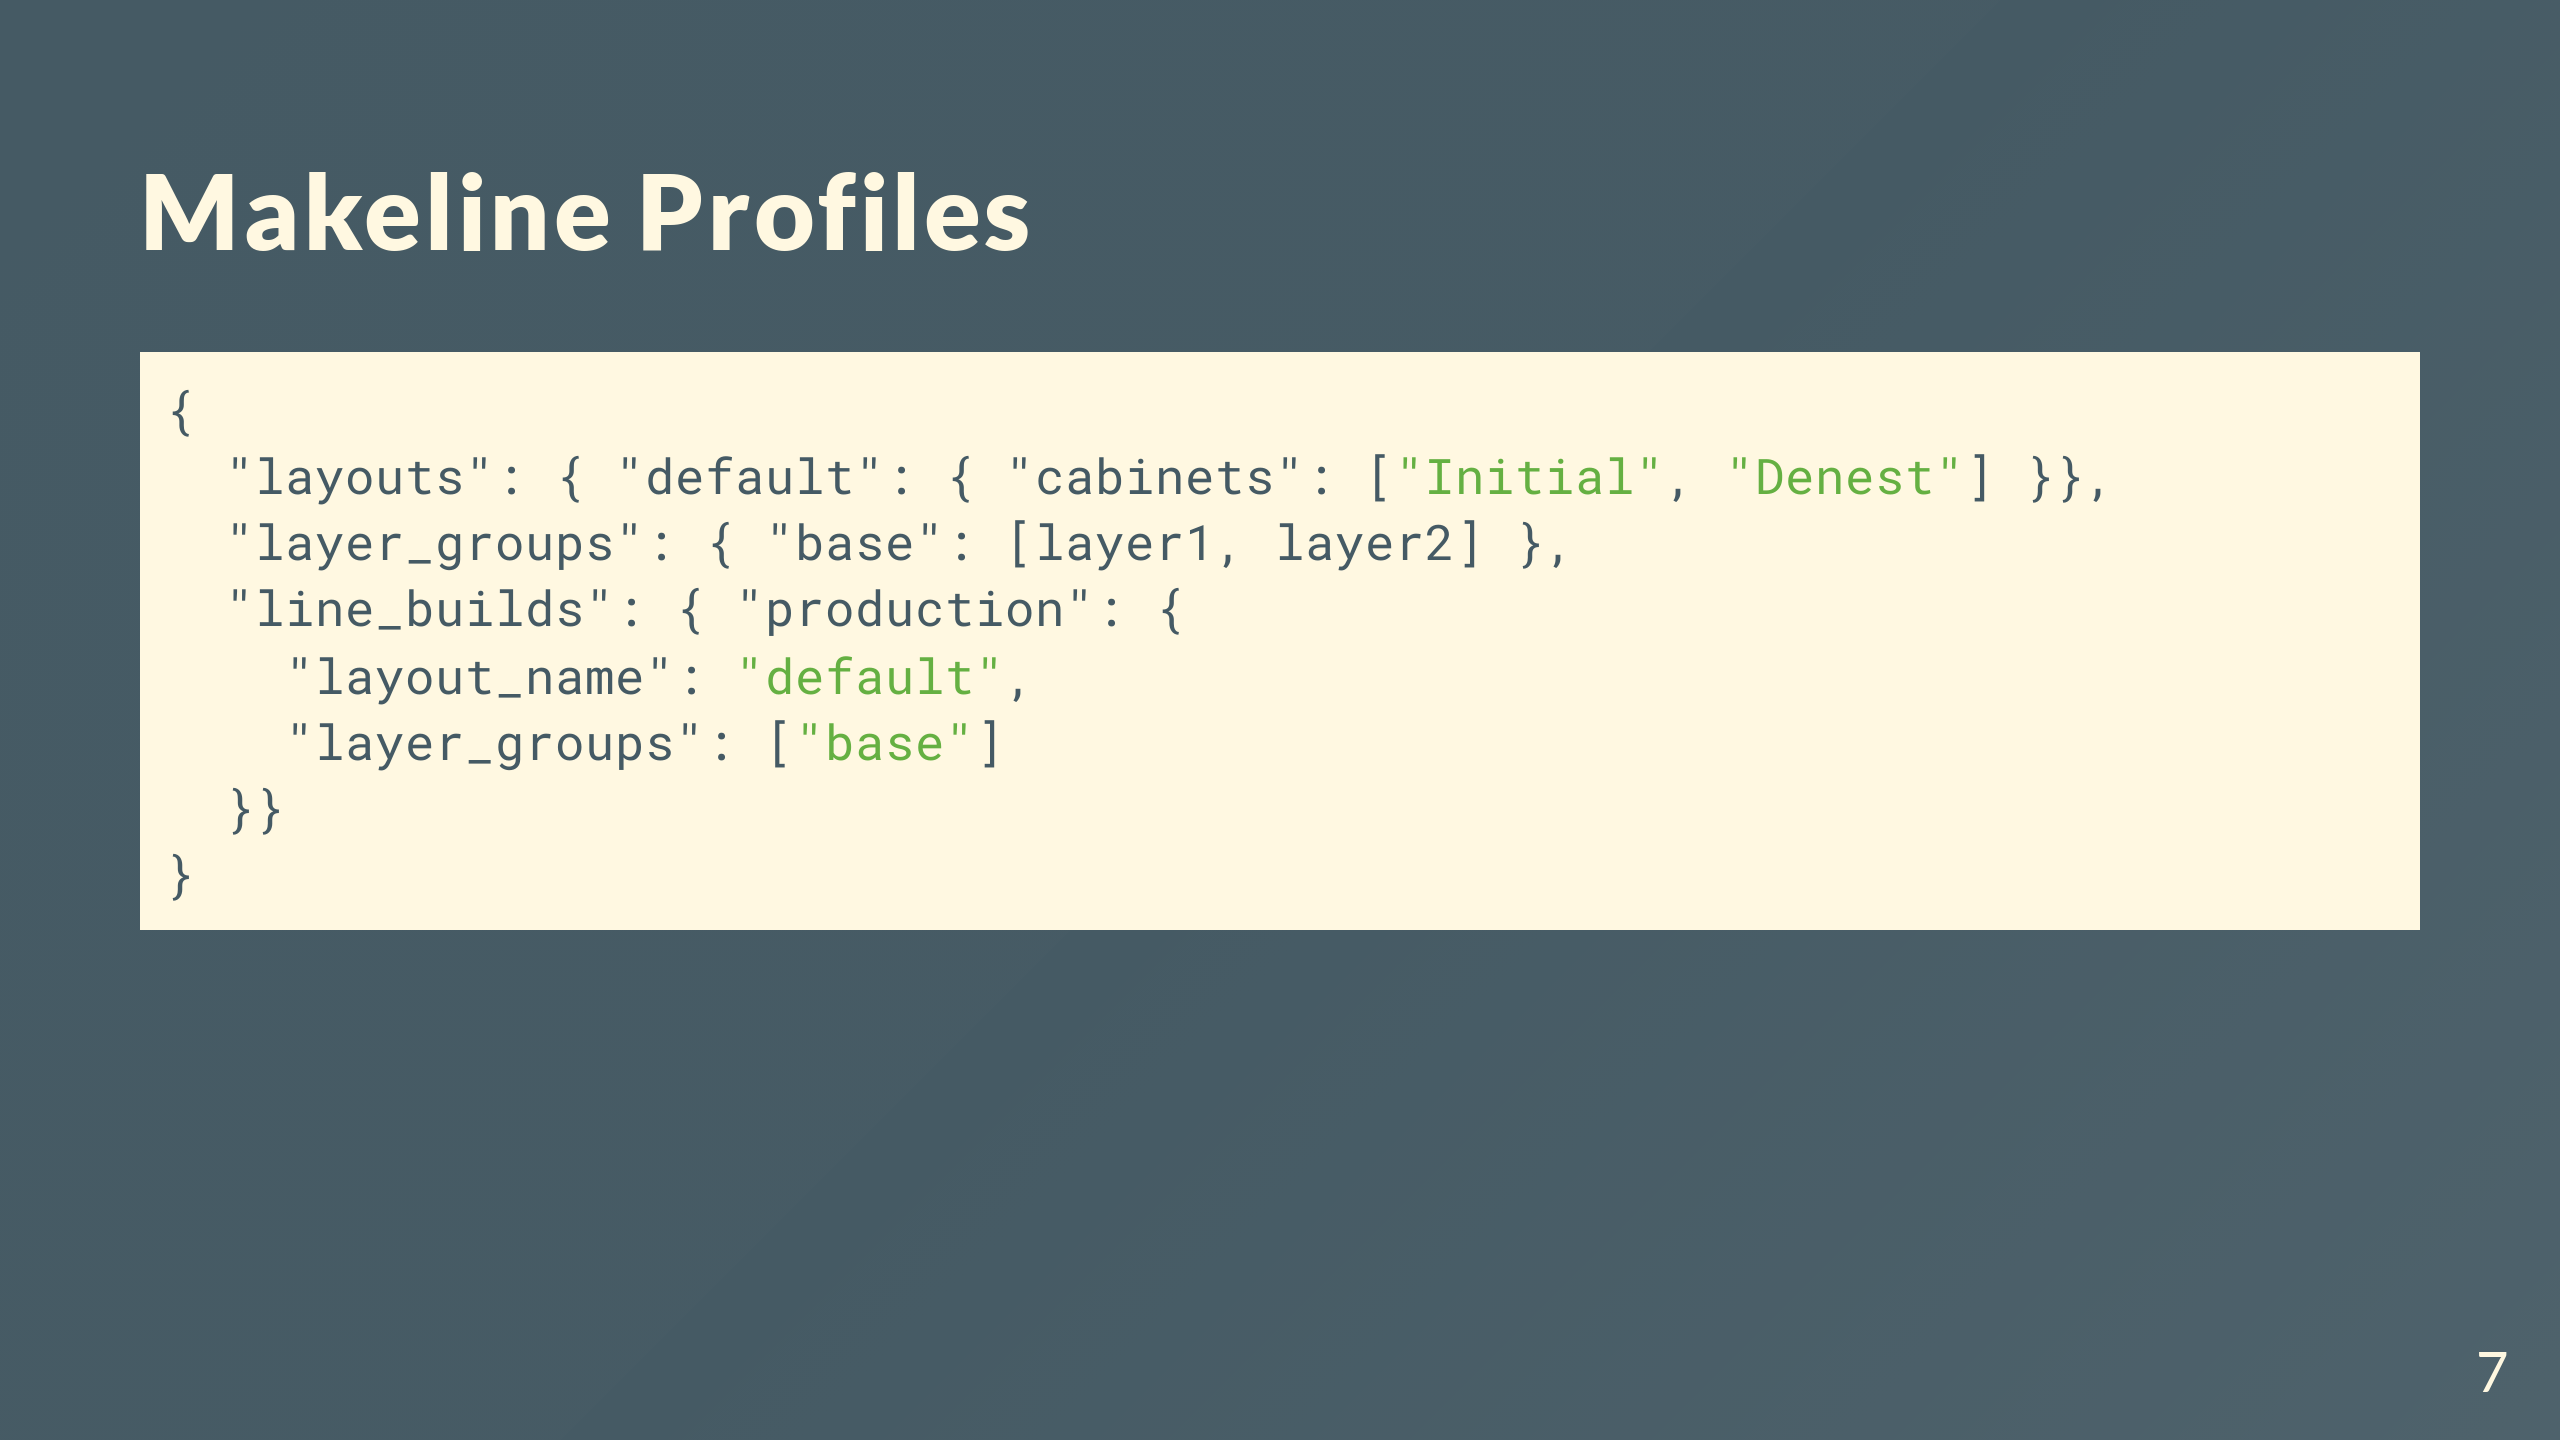 Makeline Profiles
{
  "layouts": { "default": { "cabinets": ["Initial", "Denest"] }},
  "layer_groups": { "base": [layer1, layer2] },
  "line_builds": { "production": {
    "layout_name": "default",
    "layer_groups": ["base"]
  }}
}
7